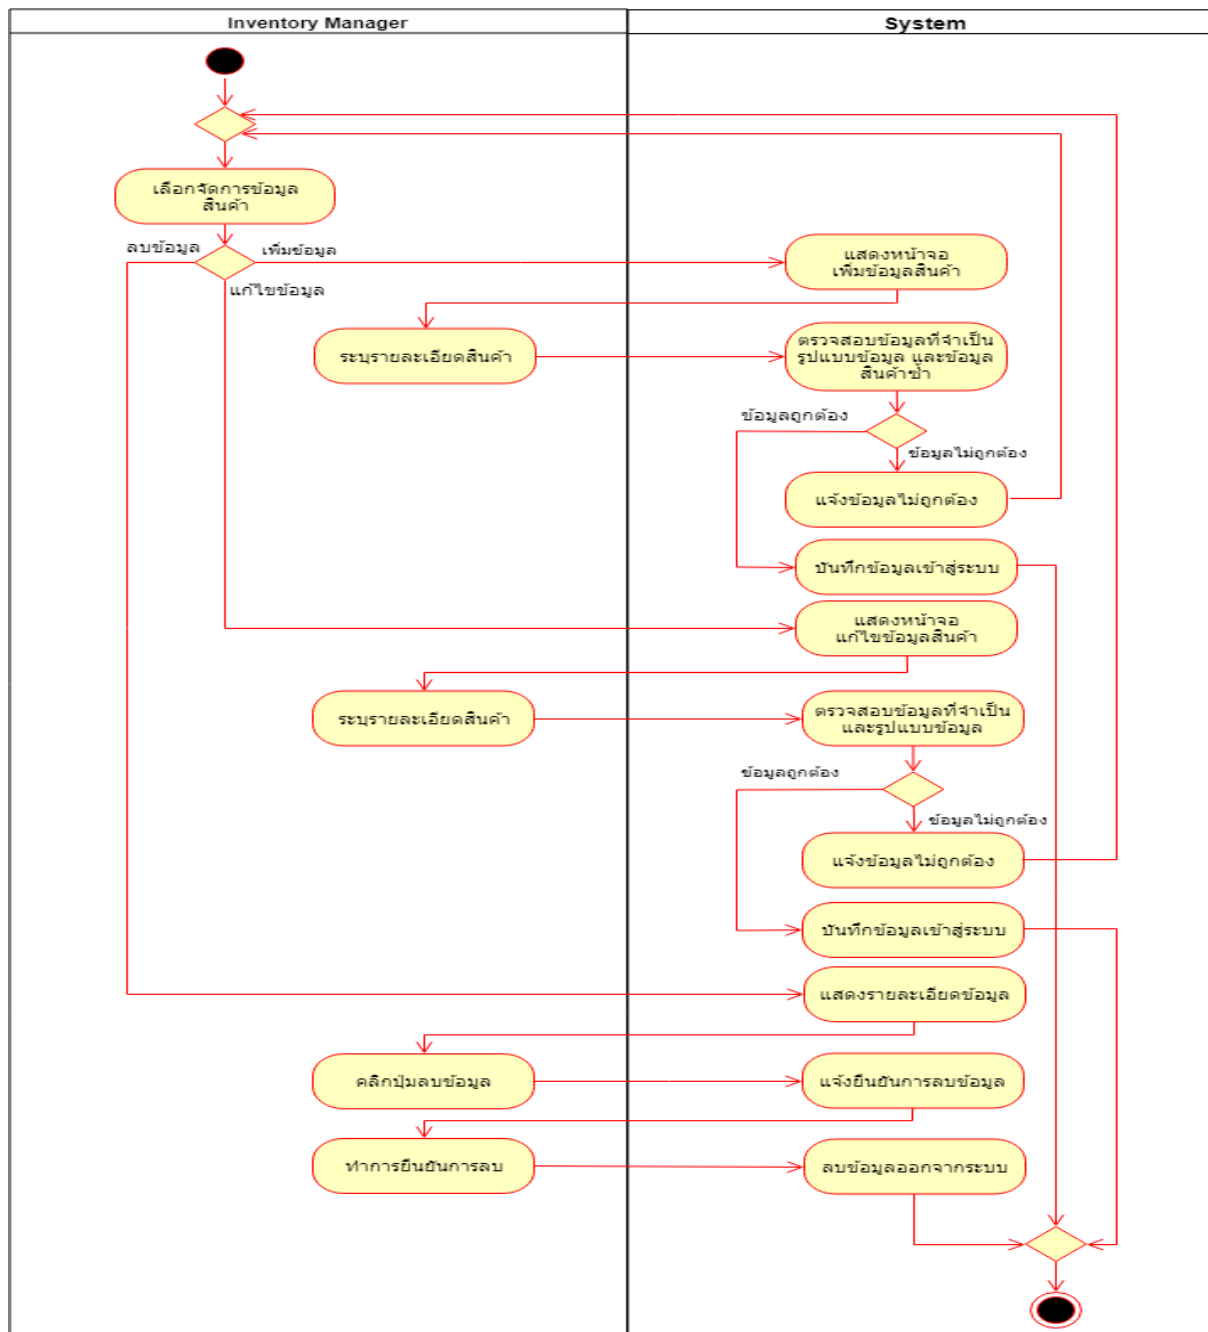 Inventory Manager
System
เลือกจัดการข้อมูล
สินค้า
ลบข้อมูล
เพิ่มข้อมูล
แก้ไขข้อมูล
แสดงหน้าจอ
เพิ่มข้อมูลสินค้า
ระบุรายละเอียดสินค้า
ตรวจสอบข้อมูลที่จำเป็น
รูปแบบข้อมูล และข้อมูล
สินค้าซ้ำ
ข้อมูลถูกต้อง
ข้อมูลไม่ถูกต้อง
แจ้งข้อมูลไม่ถูกต้อง
บันทึกข้อมูลเข้าสู่ระบบ
แสดงหน้าจอ
แก้ไขข้อมูลสินค้า
ระบุรายละเอียดสินค้า
ตรวจสอบข้อมูลที่จำเป็น
และรูปแบบข้อมูล
ข้อมูลถูกต้อง
ข้อมูลไม่ถูกต้อง
แจ้งข้อมูลไม่ถูกต้อง
บันทึกข้อมูลเข้าสู่ระบบ
แสดงรายละเอียดข้อมูล
คลิกปุ่มลบข้อมูล
แจ้งยืนยันการลบข้อมูล
ทำการยืนยันการลบ
ลบข้อมูลออกจากระบบ